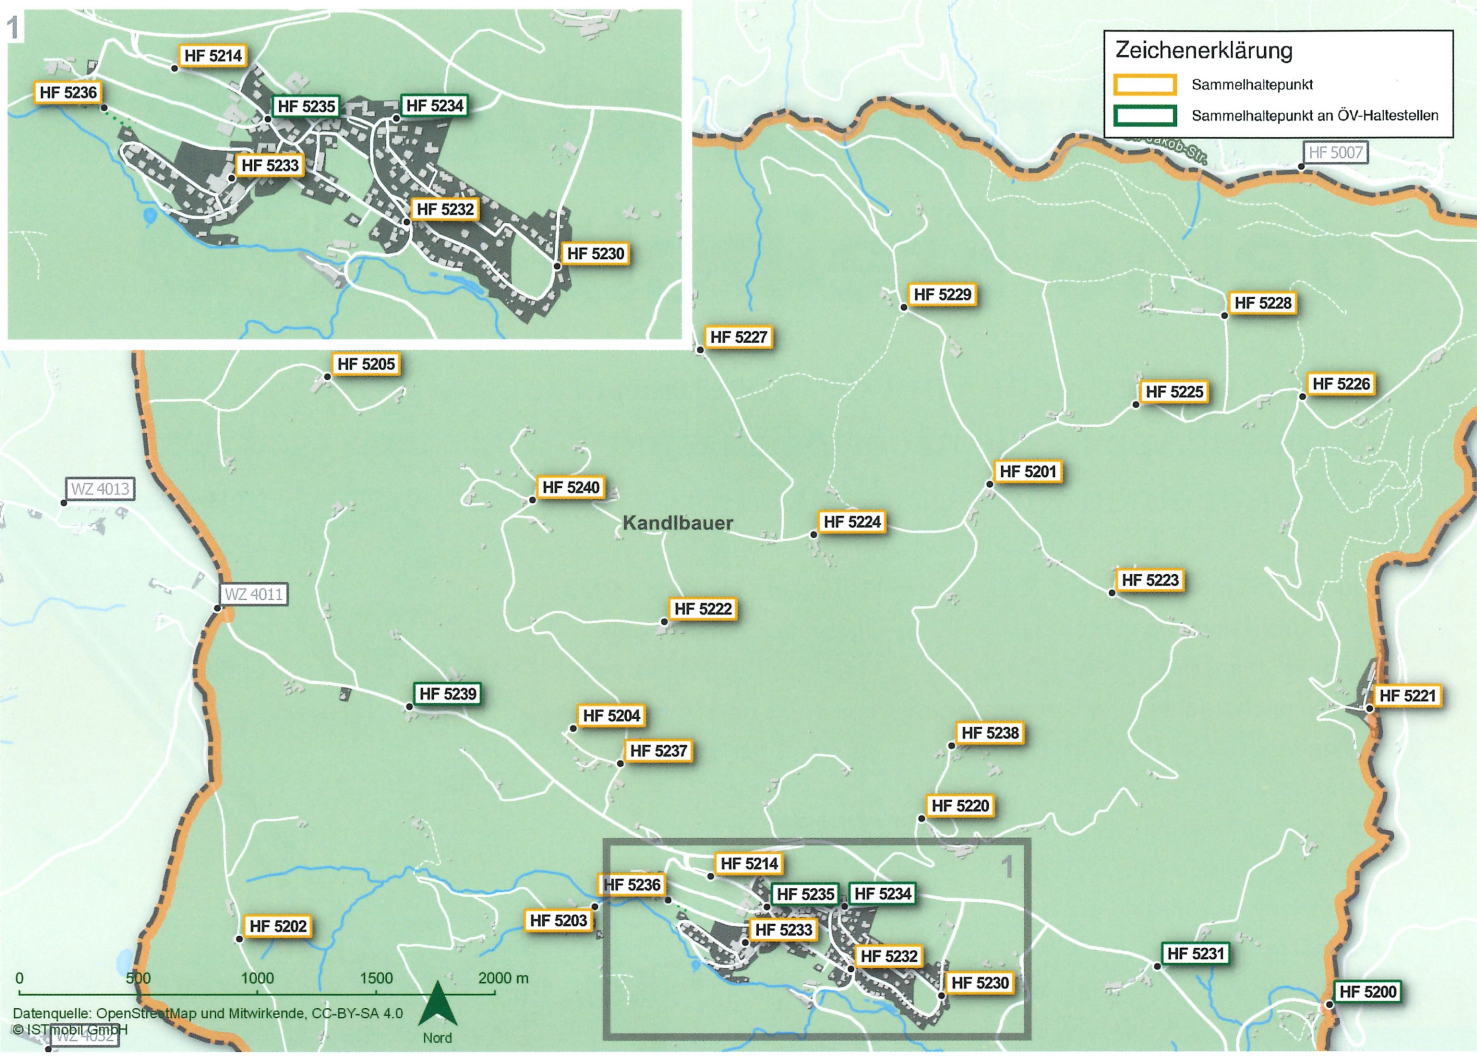 1
HF 5214
HF 5236
HF 5235
HF 5234
HF 5233
HF 5232
HF 5230
Zeichenerklärung
Sammelhaltepunkt
Sammelhaltepunkt an ÖV-Haltestellen
HF 5007
HF 5229
HF 5228
HF 5227
HF 5205
HF 5225
HF 5226
HF 5201
WZ 4013
HF 5240
Kandlbauer
HF 5224
HF 5223
WZ 4011
HF 5222
HF 5239
HF 5221
HF 5204
HF 5238
HF 5237
HF 5220
HF 5214
1
HF 5236
HF 5235
HF 5234
HF 5203
HF 5202
HF 5233
HF 5232
HF 5231
HF 5230
HF 5200
0 500 1000 1500 2000 m
Datenquelle: OpenStreetMap und Mitwirkende, CC-BY-SA 4.0
© ISTmobil GmbH
Nord